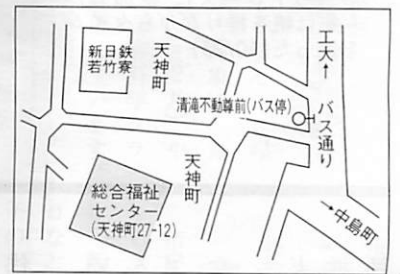 新日鉄
若竹寮
天神町
工大↑
バス通り
清滝不動尊前(バス停)
天神町
総合福祉
センター
(天神町27-12)
→中島町